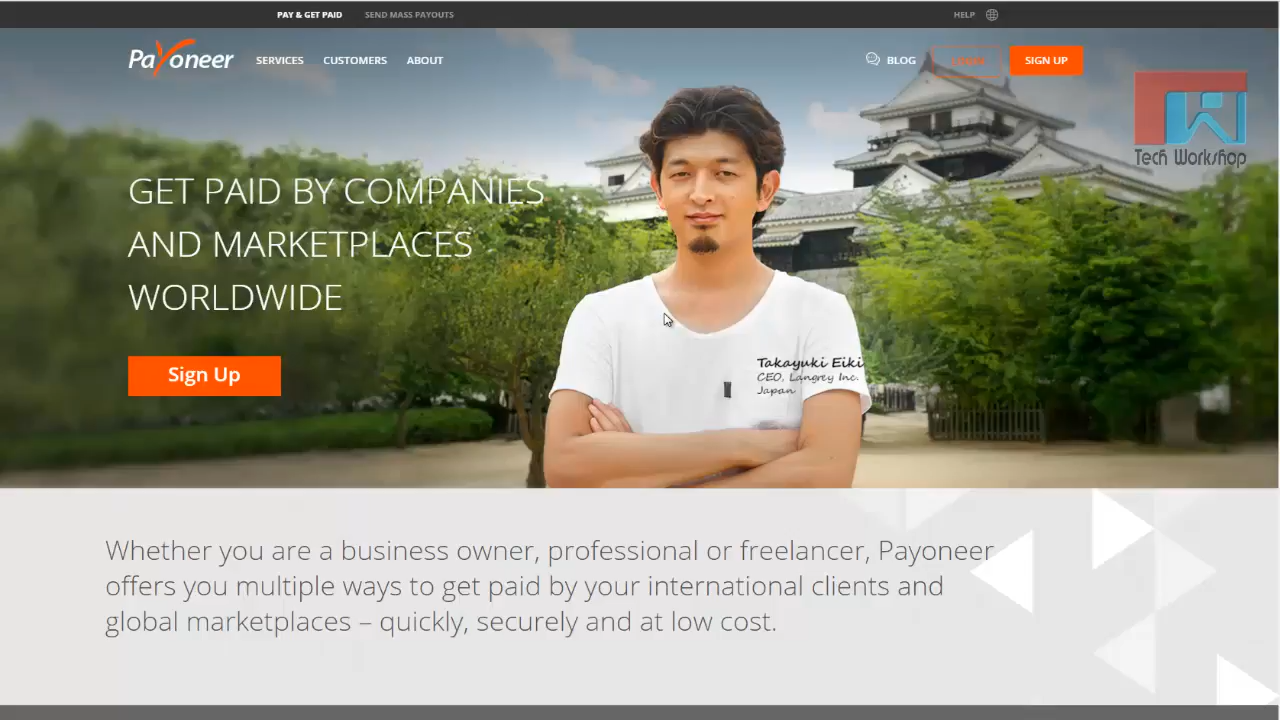 PAY & GET PAID SEND MASS PAYOUTS HELP
Payoneer SERVICES CUSTOMERS ABOUT BLOG LOGIN SIGN UP
Tech Workshop
GET PAID BY COMPANIES
AND MARKETPLACES
WORLDWIDE
Takayuki Eiki
CEO, Langrey Inc.
Japan
Sign Up
Whether you are a business owner, professional or freelancer, Payoneer
offers you multiple ways to get paid by your international clients and
global marketplaces – quickly, securely and at low cost.